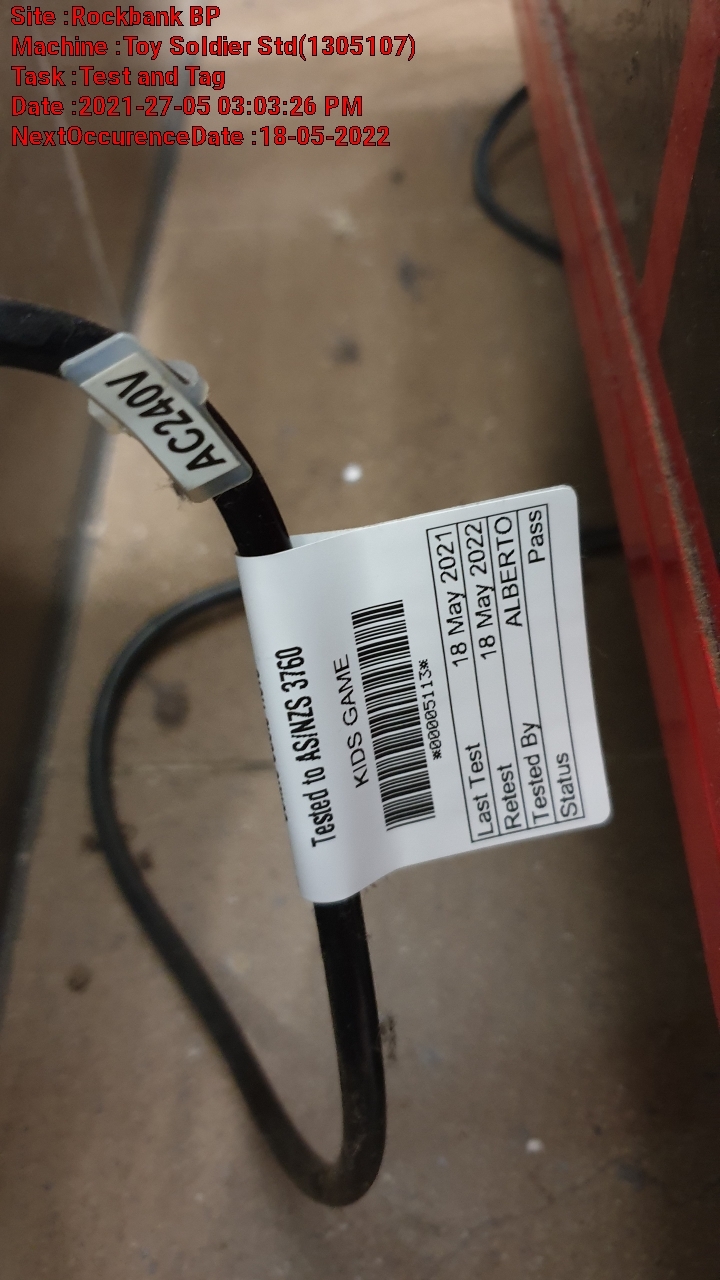 Site :Rockbank BP
Machine :Toy Soldier Std(1305107)
Task :Test and Tag
Date :2021-27-05 03:03:26 PM
NextOccurenceDate :18-05-2022
AC240V
Tested to AS/NZS 3760
KIDS GAME
*00005113*
Last Test 18 May 2021
Retest 18 May 2022
Tested By ALBERTO
Status Pass